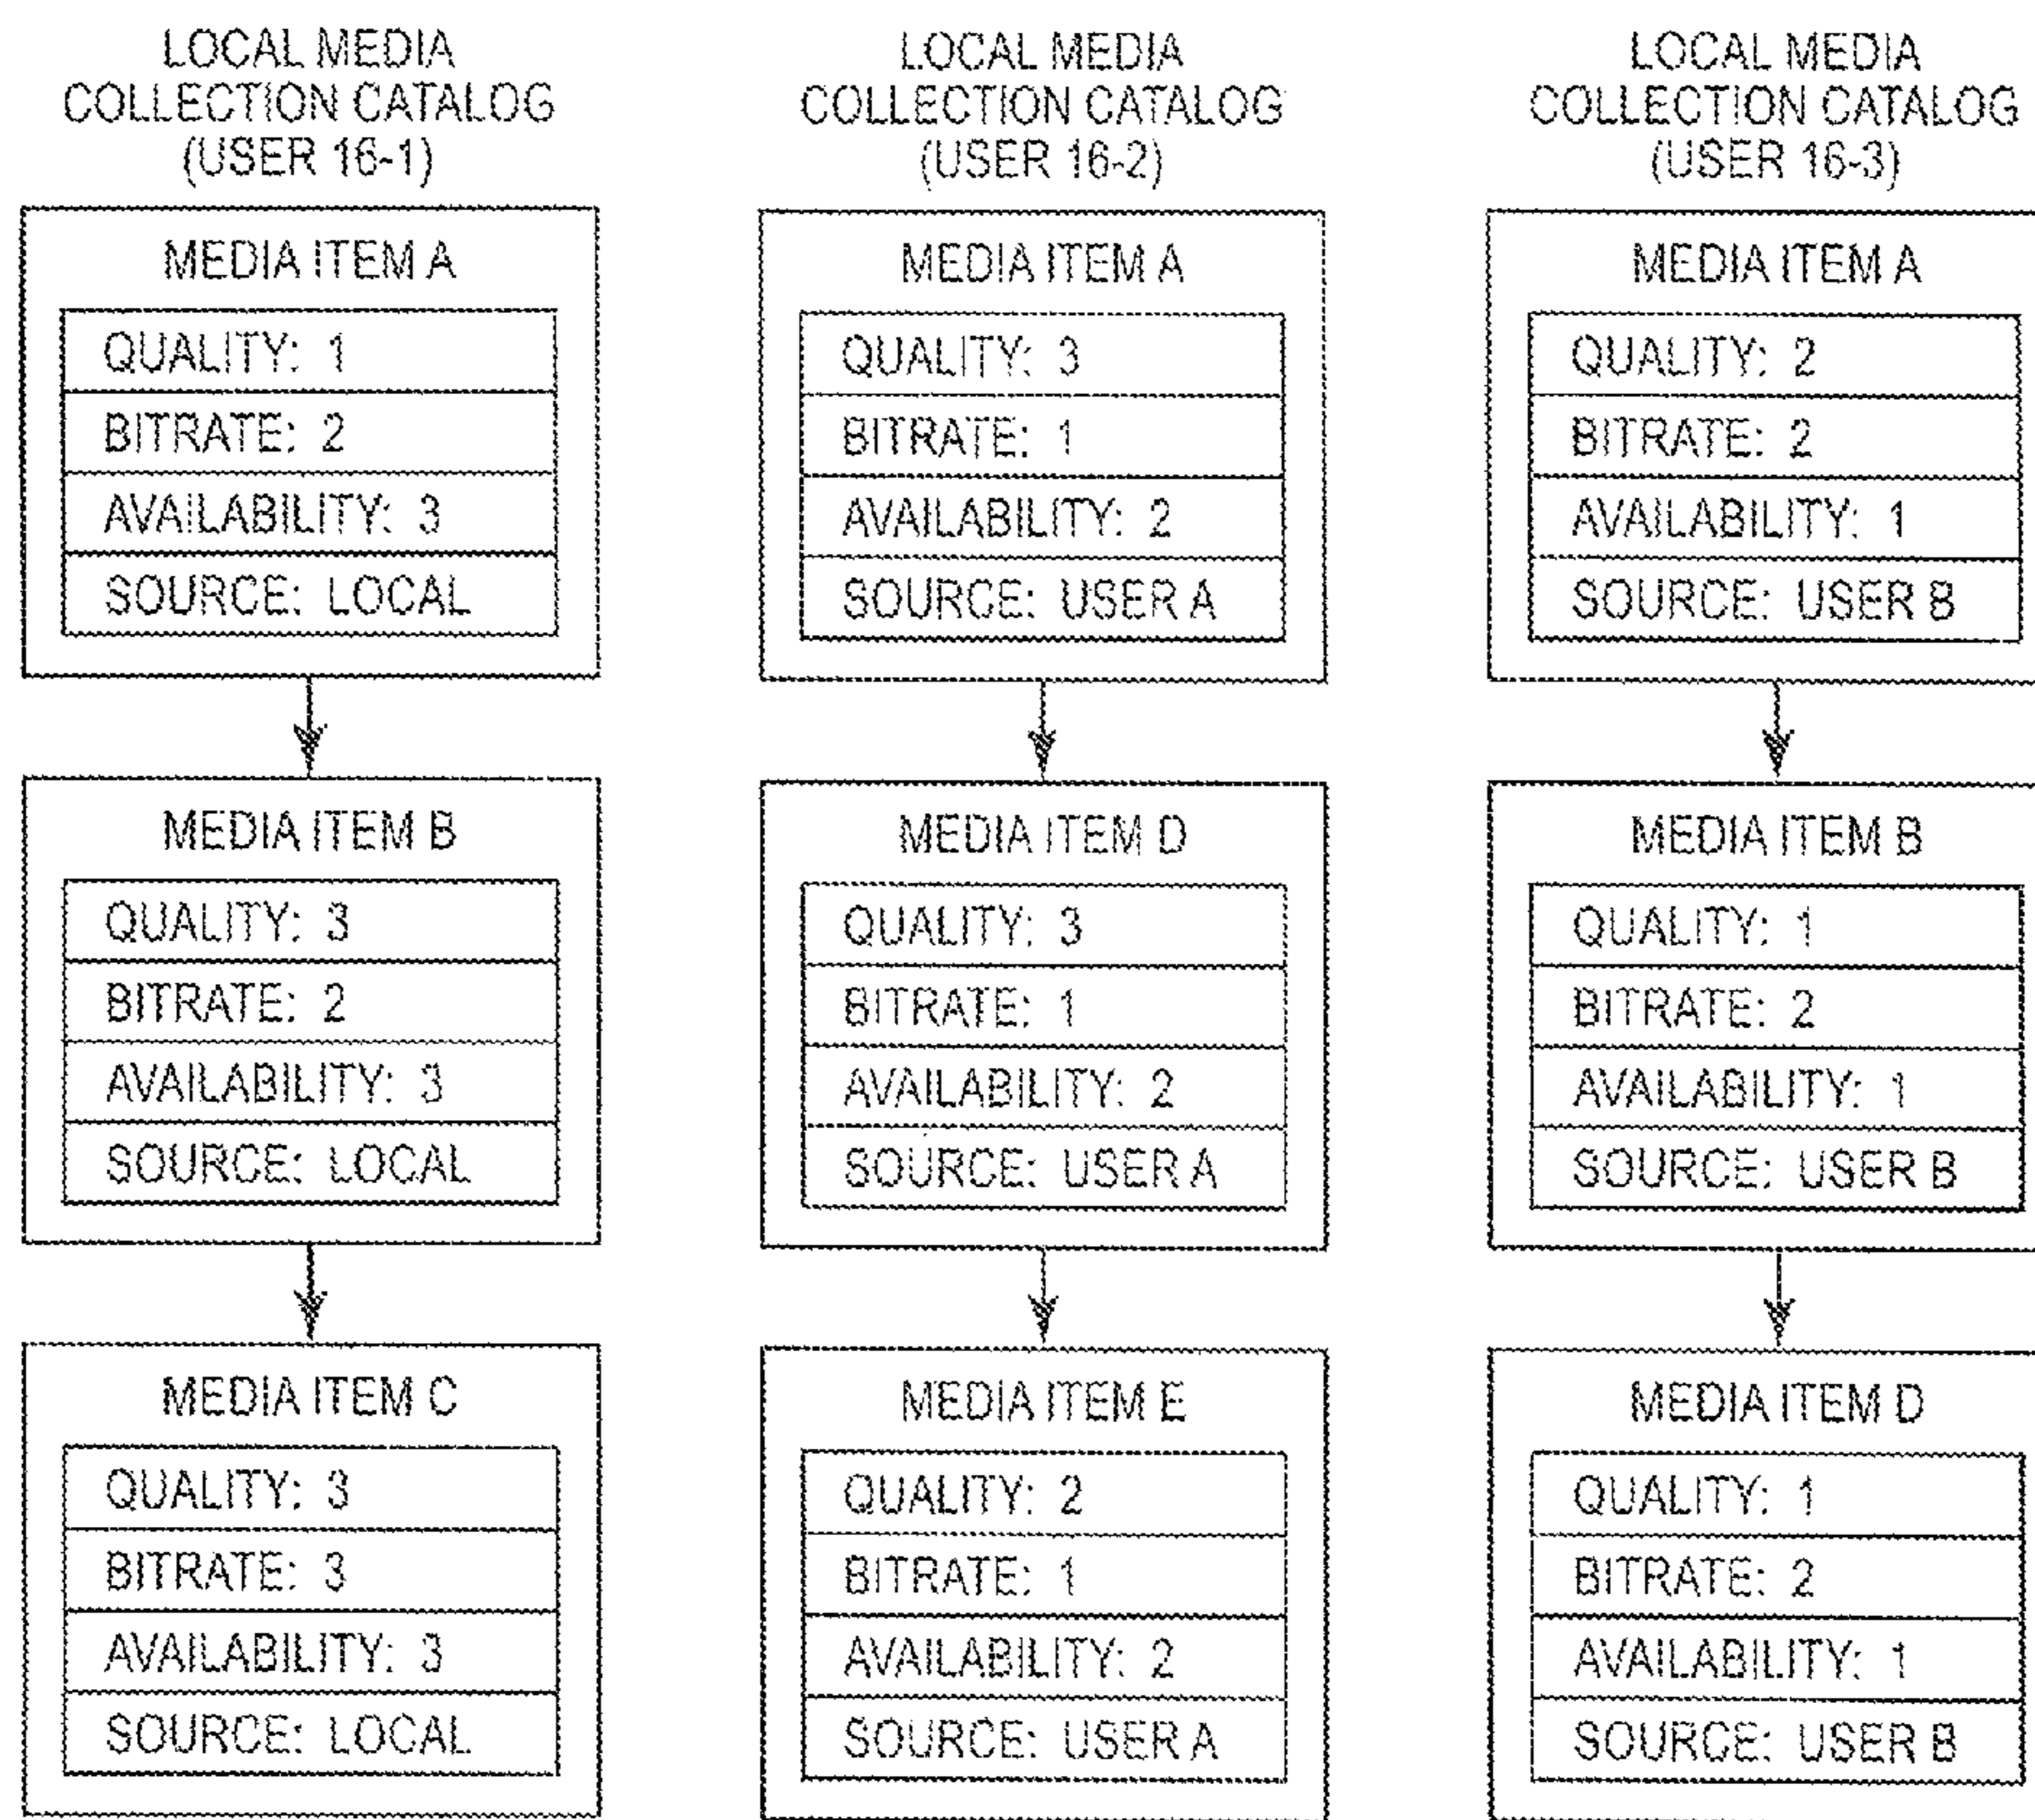 LOCAL MEDIA
COLLECTION CATALOG
(USER 16-1)
MEDIA ITEM A
QUALITY: 1
BITRATE: 2
AVAILABILITY: 3
SOURCE: LOCAL
MEDIA ITEM B
QUALITY: 3
BITRATE: 2
AVAILABILITY: 3
SOURCE: LOCAL
MEDIA ITEM C
QUALITY: 3
BITRATE: 3
AVAILABILITY: 3
SOURCE: LOCAL
LOCAL MEDIA
COLLECTION CATALOG
(USER 16-2)
MEDIA ITEM A
QUALITY: 3
BITRATE: 1
AVAILABILITY: 2
SOURCE: USER A
MEDIA ITEM D
QUALITY: 3
BITRATE: 1
AVAILABILITY: 2
SOURCE: USER A
MEDIA ITEM E
QUALITY: 2
BITRATE: 1
AVAILABILITY: 2
SOURCE: USER A
LOCAL MEDIA
COLLECTION CATALOG
(USER 16-3)
MEDIA ITEM A
QUALITY: 2
BITRATE: 2
AVAILABILITY: 1
SOURCE: USER B
MEDIA ITEM B
QUALITY: 1
BITRATE: 2
AVAILABILITY: 1
SOURCE: USER B
MEDIA ITEM D
QUALITY: 1
BITRATE: 2
AVAILABILITY: 1
SOURCE: USER B